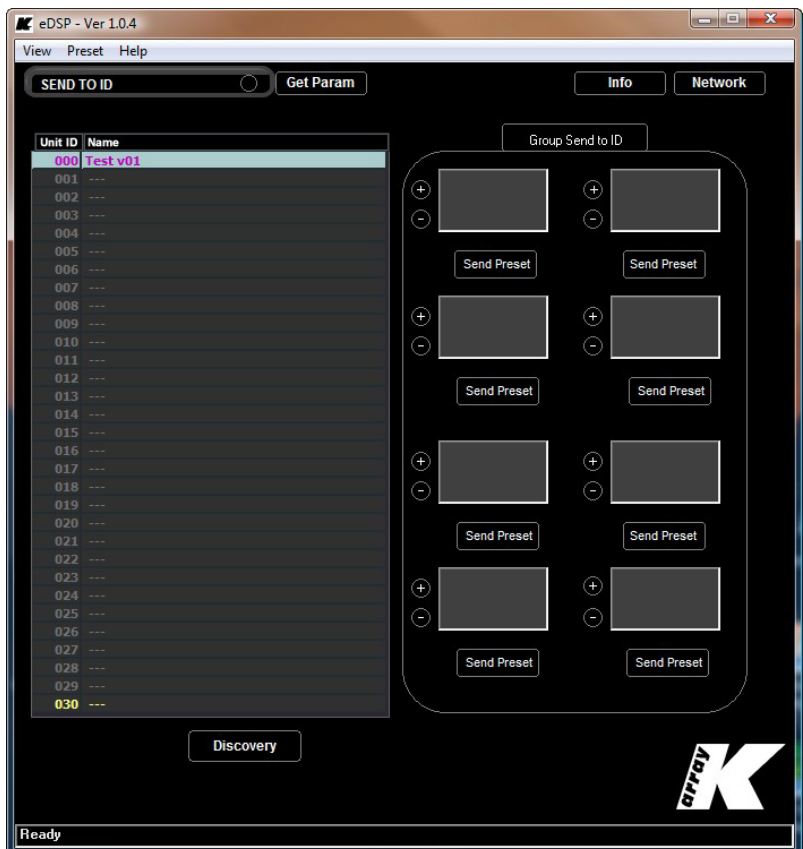 K eDSP - Ver 1.0.4
View Preset Help
SEND TO ID Get Param Info Network
Group Send to ID
Unit ID Name
000 Test v01
001 ---
002 ---
003 ---
004 ---
005 ---
006 ---
007 ---
008 ---
009 ---
010 ---
011 ---
012 ---
013 ---
014 ---
015 ---
016 ---
017 ---
018 ---
019 ---
020 ---
021 ---
022 ---
023 ---
024 ---
025 ---
026 ---
027 ---
028 ---
029 ---
030 ---
+ +
- -
Send Preset Send Preset
+ +
- -
Send Preset Send Preset
+ +
- -
Send Preset Send Preset
+ +
- -
Send Preset Send Preset
Discovery
K array
Ready